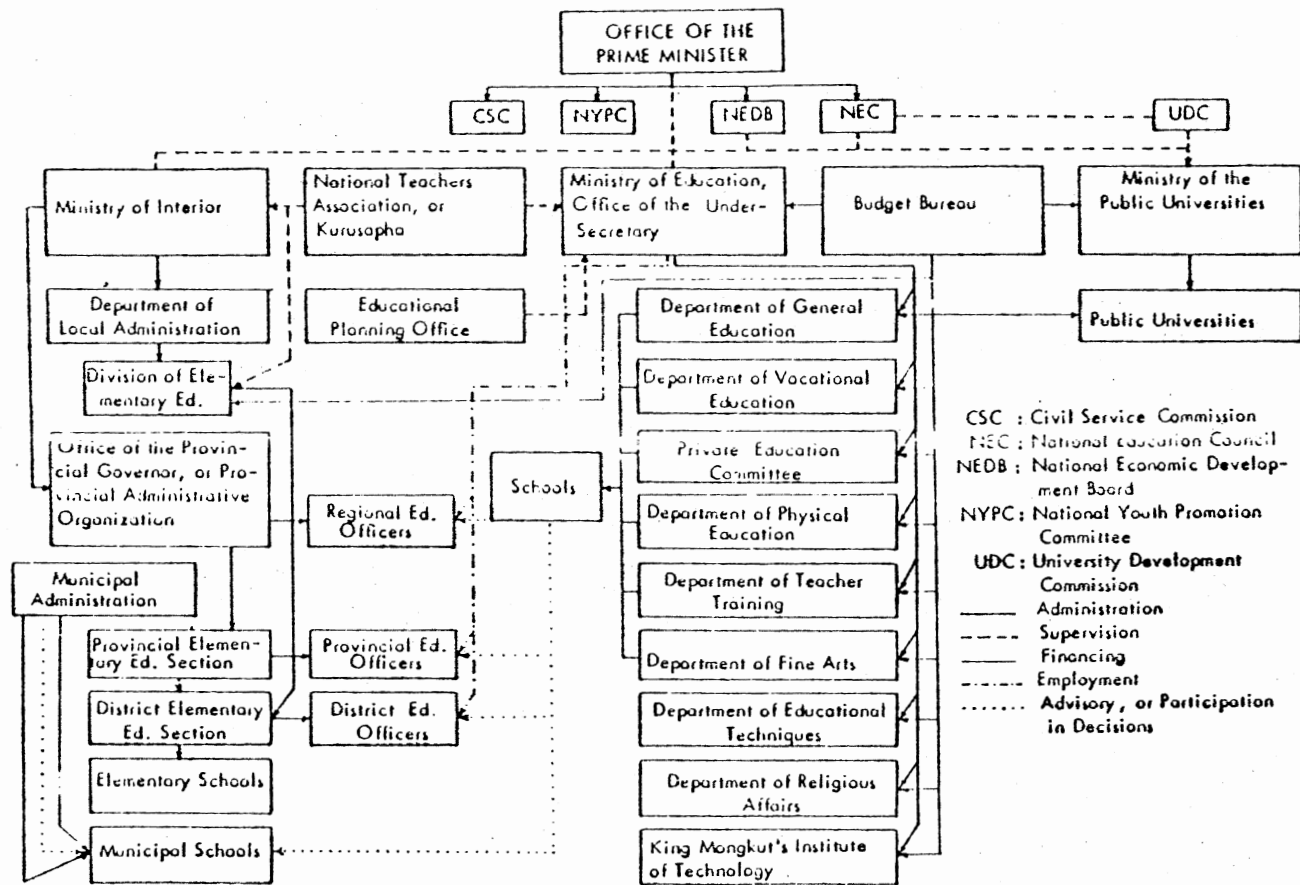 OFFICE OF THE
PRIME MINISTER
CSC
NYPC
NEDB
NEC
UDC
Ministry of Interior
National Teachers
Association, or
Kurusapha
Ministry of Education,
Office of the Under-
Secretary
Budget Bureau
Ministry of the
Public Universities
Department of
Local Administration
Educational
Planning Office
Department of General
Education
Public Universities
Division of Ele-
mentary Ed.
Department of Vocational
Education
Office of the Provin-
cial Governor, or Pro-
vincial Administrative
Organization
Private Education
Committee
Schools
Regional Ed.
Officers
Department of Physical
Education
Municipal
Administration
Department of Teacher
Training
Provincial Elemen-
tary Ed. Section
Provincial Ed.
Officers
Department of Fine Arts
District Elementary
Ed. Section
District Ed.
Officers
Department of Educational
Techniques
Elementary Schools
Department of Religious
Affairs
Municipal Schools
King Mongkut's Institute
of Technology
CSC : Civil Service Commission
NEC : National Education Council
NEDB : National Economic Develop-
ment Board
NYPC : National Youth Promotion
Committee
UDC : University Development
Commission
Administration
Supervision
Financing
Employment
Advisory, or Participation
in Decisions